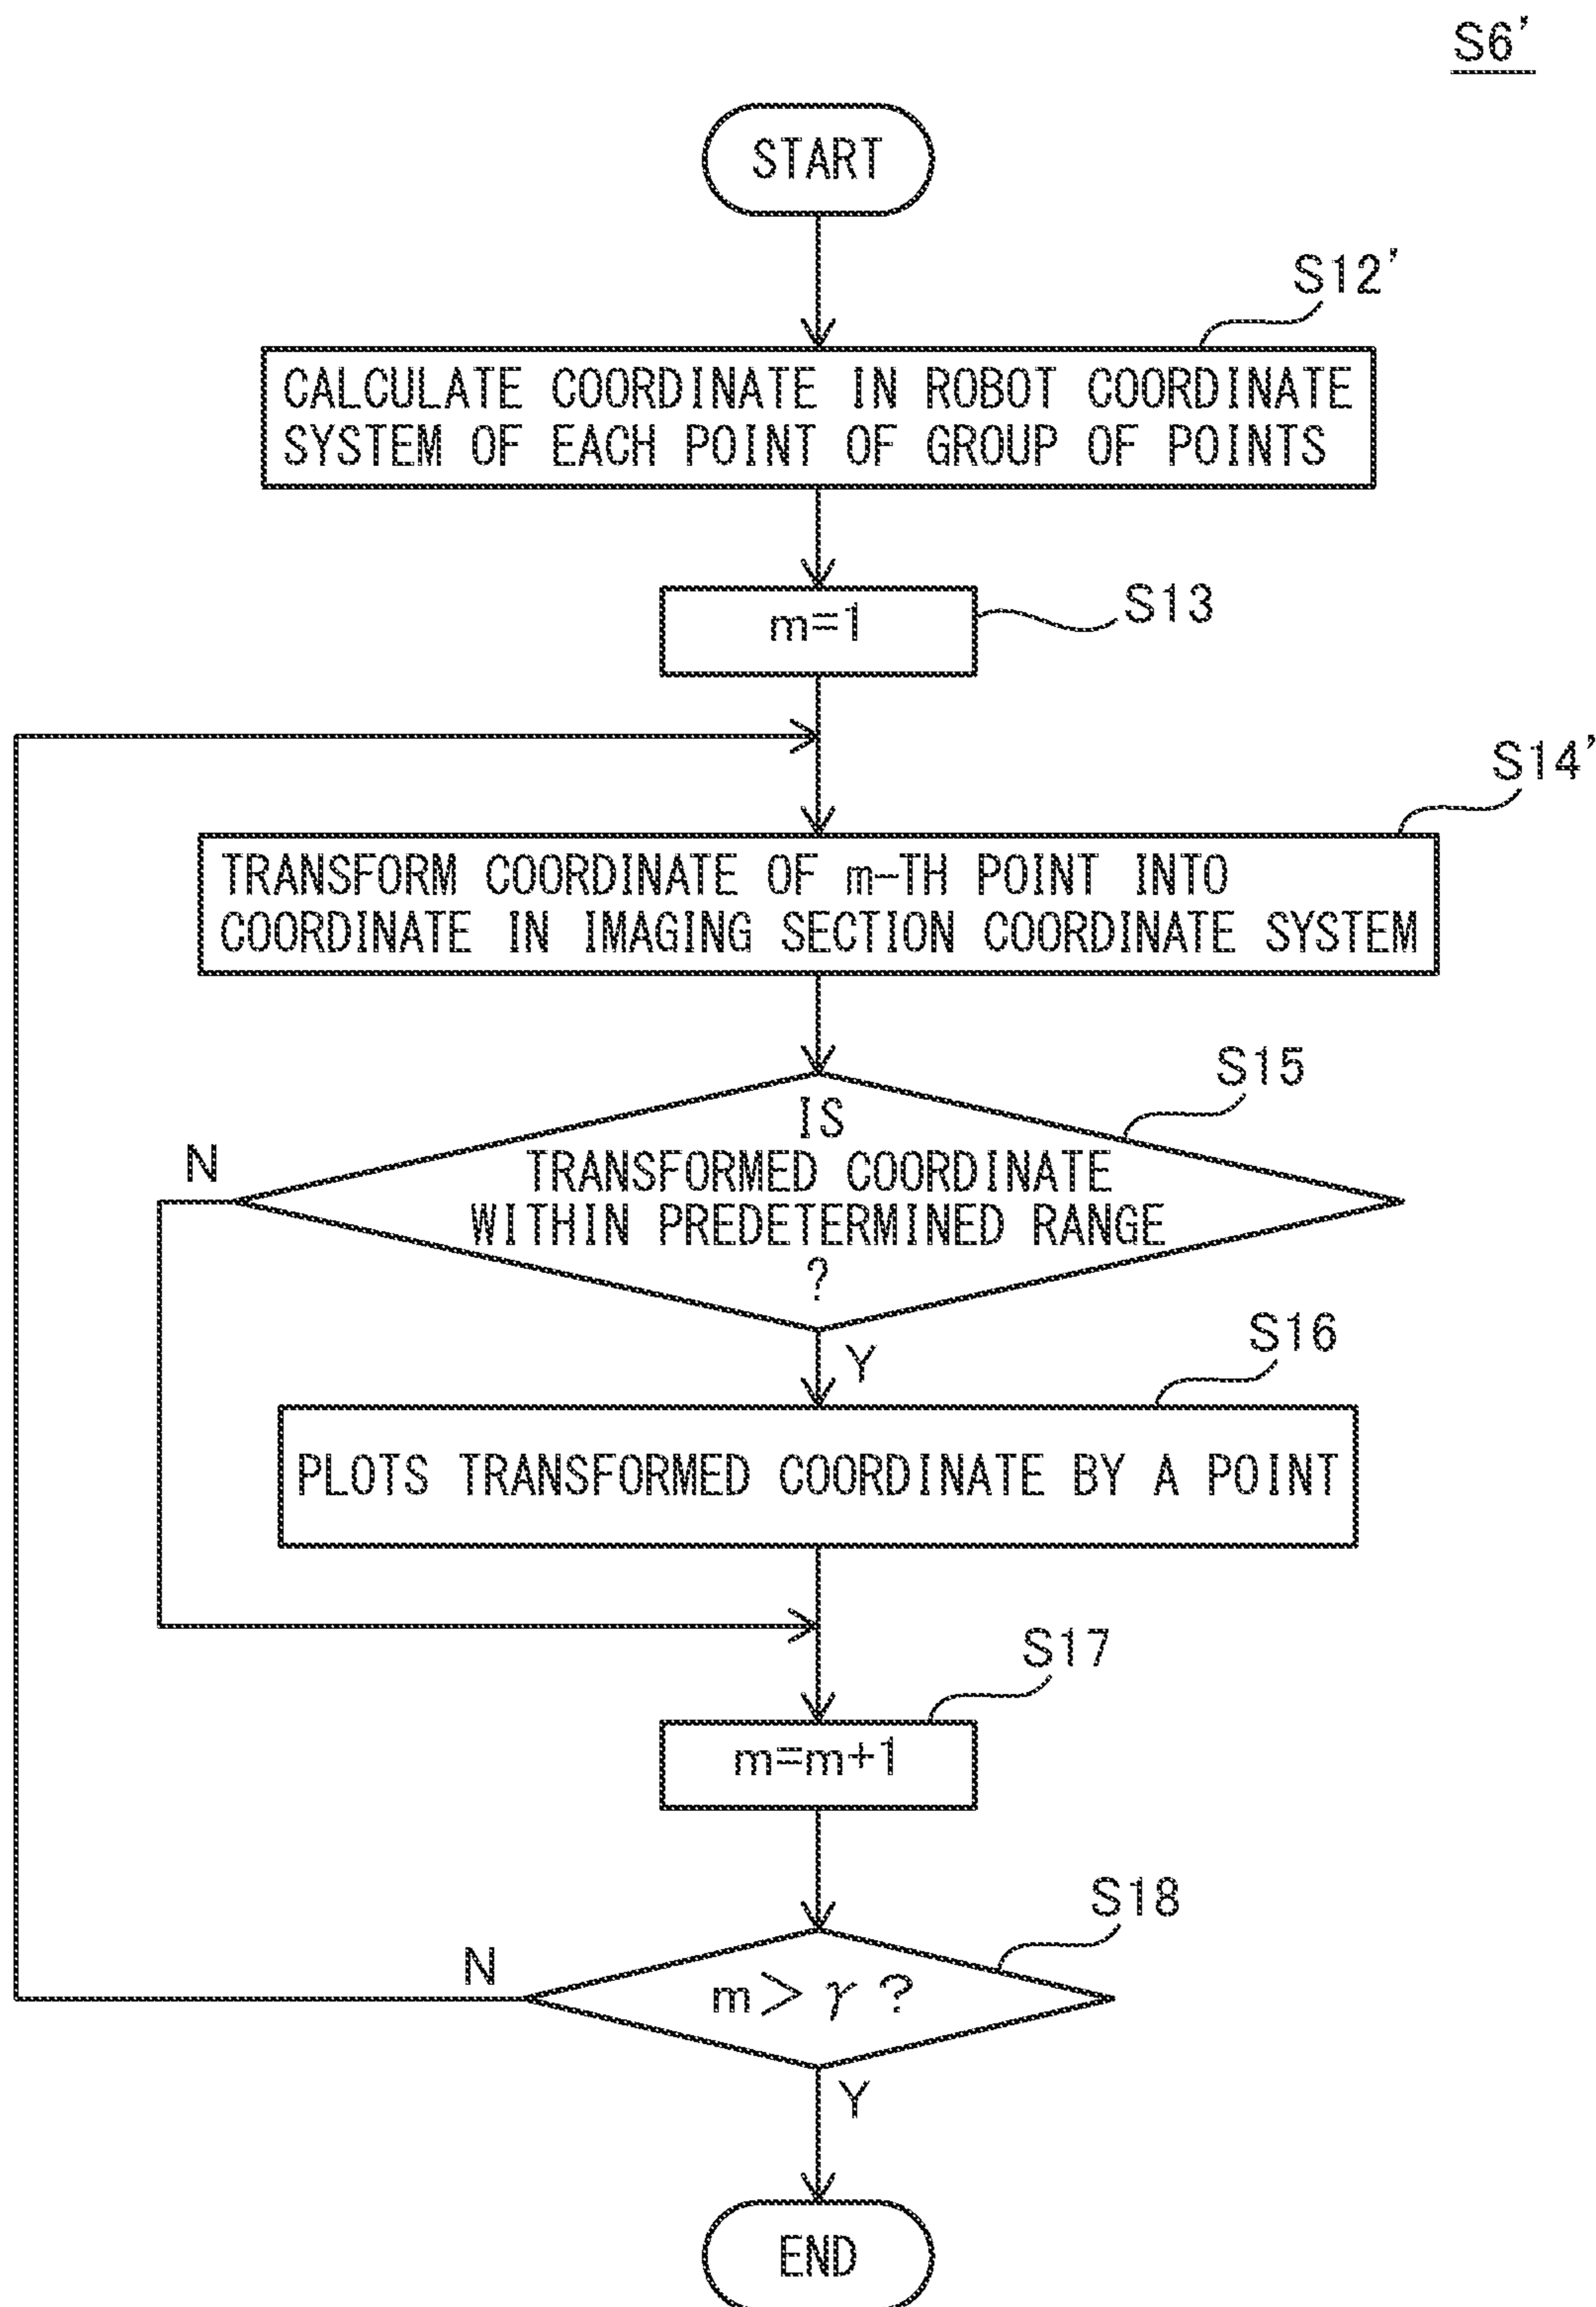 S6'
START
S12'
CALCULATE COORDINATE IN ROBOT COORDINATE
SYSTEM OF EACH POINT OF GROUP OF POINTS
m=1
S13
S14'
TRANSFORM COORDINATE OF m-TH POINT INTO
COORDINATE IN IMAGING SECTION COORDINATE SYSTEM
S15
N
IS
TRANSFORMED COORDINATE
WITHIN PREDETERMINED RANGE
?
Y
S16
PLOTS TRANSFORMED COORDINATE BY A POINT
S17
m=m+1
S18
N
m>γ?
Y
END